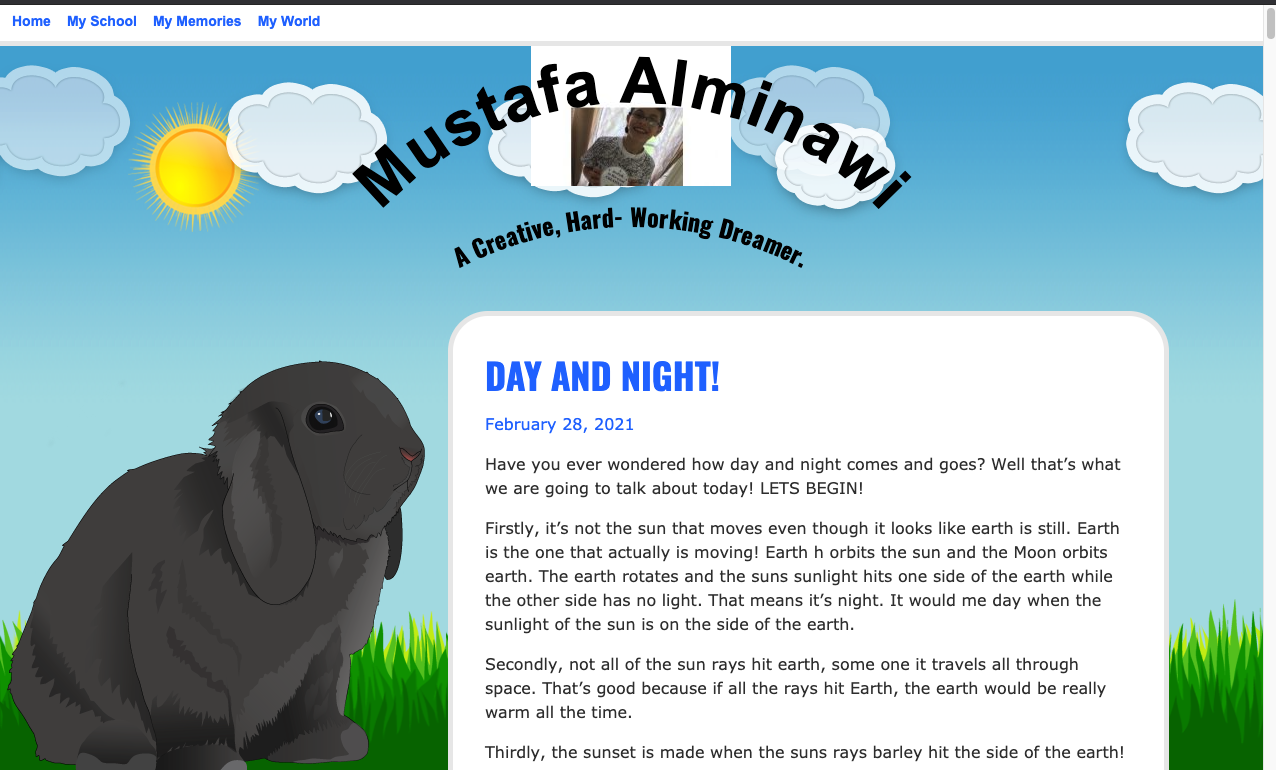 Home My School My Memories My World
Mustafa Alminawi
A Creative, Hard- Working Dreamer.
DAY AND NIGHT!
February 28, 2021
Have you ever wondered how day and night comes and goes? Well that’s what
we are going to talk about today! LETS BEGIN!
Firstly, it’s not the sun that moves even though it looks like earth is still. Earth
is the one that actually is moving! Earth h orbits the sun and the Moon orbits
earth. The earth rotates and the suns sunlight hits one side of the earth while
the other side has no light. That means it’s night. It would me day when the
sunlight of the sun is on the side of the earth.
Secondly, not all of the sun rays hit earth, some one it travels all through
space. That’s good because if all the rays hit Earth, the earth would be really
warm all the time.
Thirdly, the sunset is made when the suns rays barley hit the side of the earth!